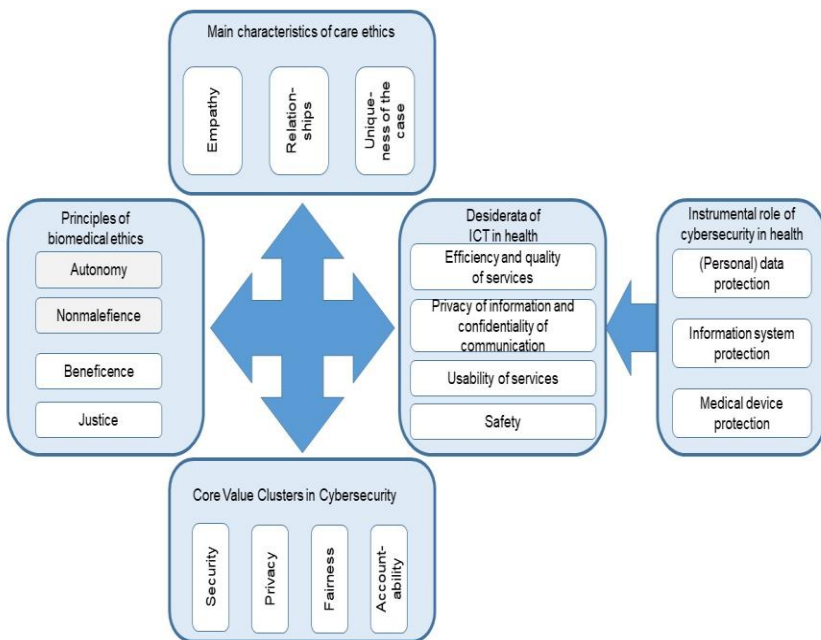 Main characteristics of care ethics
Empathy
Relation-
ships
Unique-
ness of the
case
Principles of
biomedical ethics
Autonomy
Nonmalefience
Beneficence
Justice
Desiderata of
ICT in health
Efficiency and quality
of services
Privacy of information and
confidentiality of
communication
Usability of services
Safety
Instrumental role of
cybersecurity in health
(Personal) data
protection
Information system
protection
Medical device
protection
Core Value Clusters in Cybersecurity
Security
Privacy
Fairness
Account-
ability